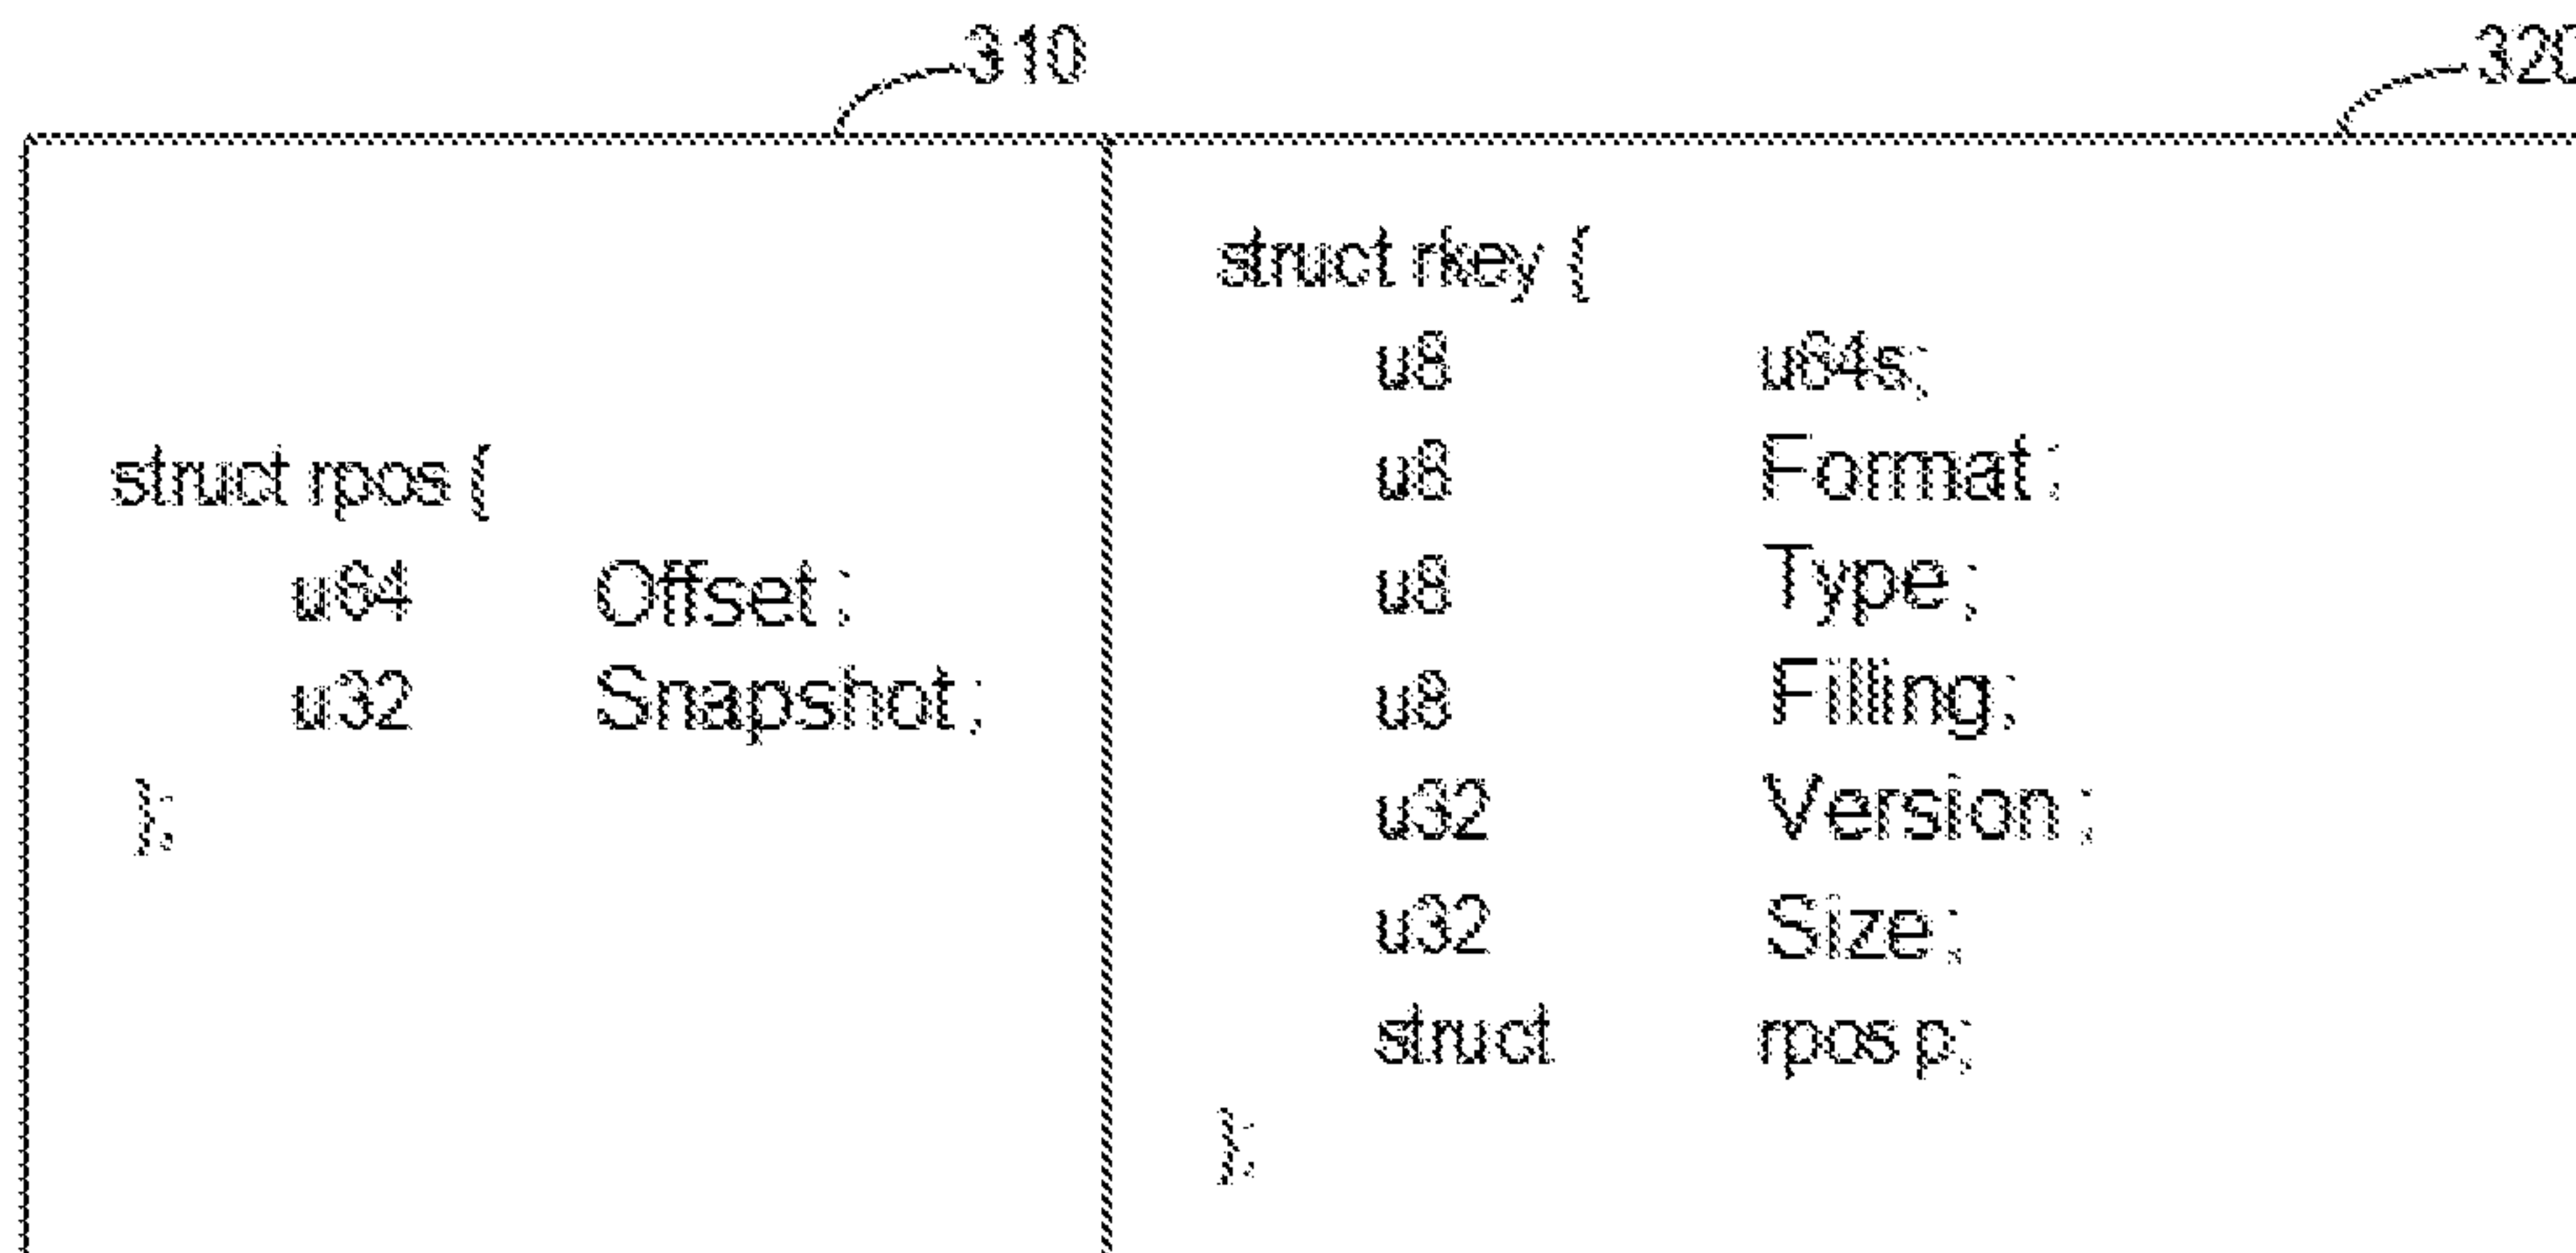 310
320
struct rpos {
u64 Offset ;
u32 Snapshot ;
};
struct rkey {
u8 u64s;
u8 Format ;
u8 Type ;
u8 Filling ;
u32 Version ;
u32 Size ;
struct rpos p;
};